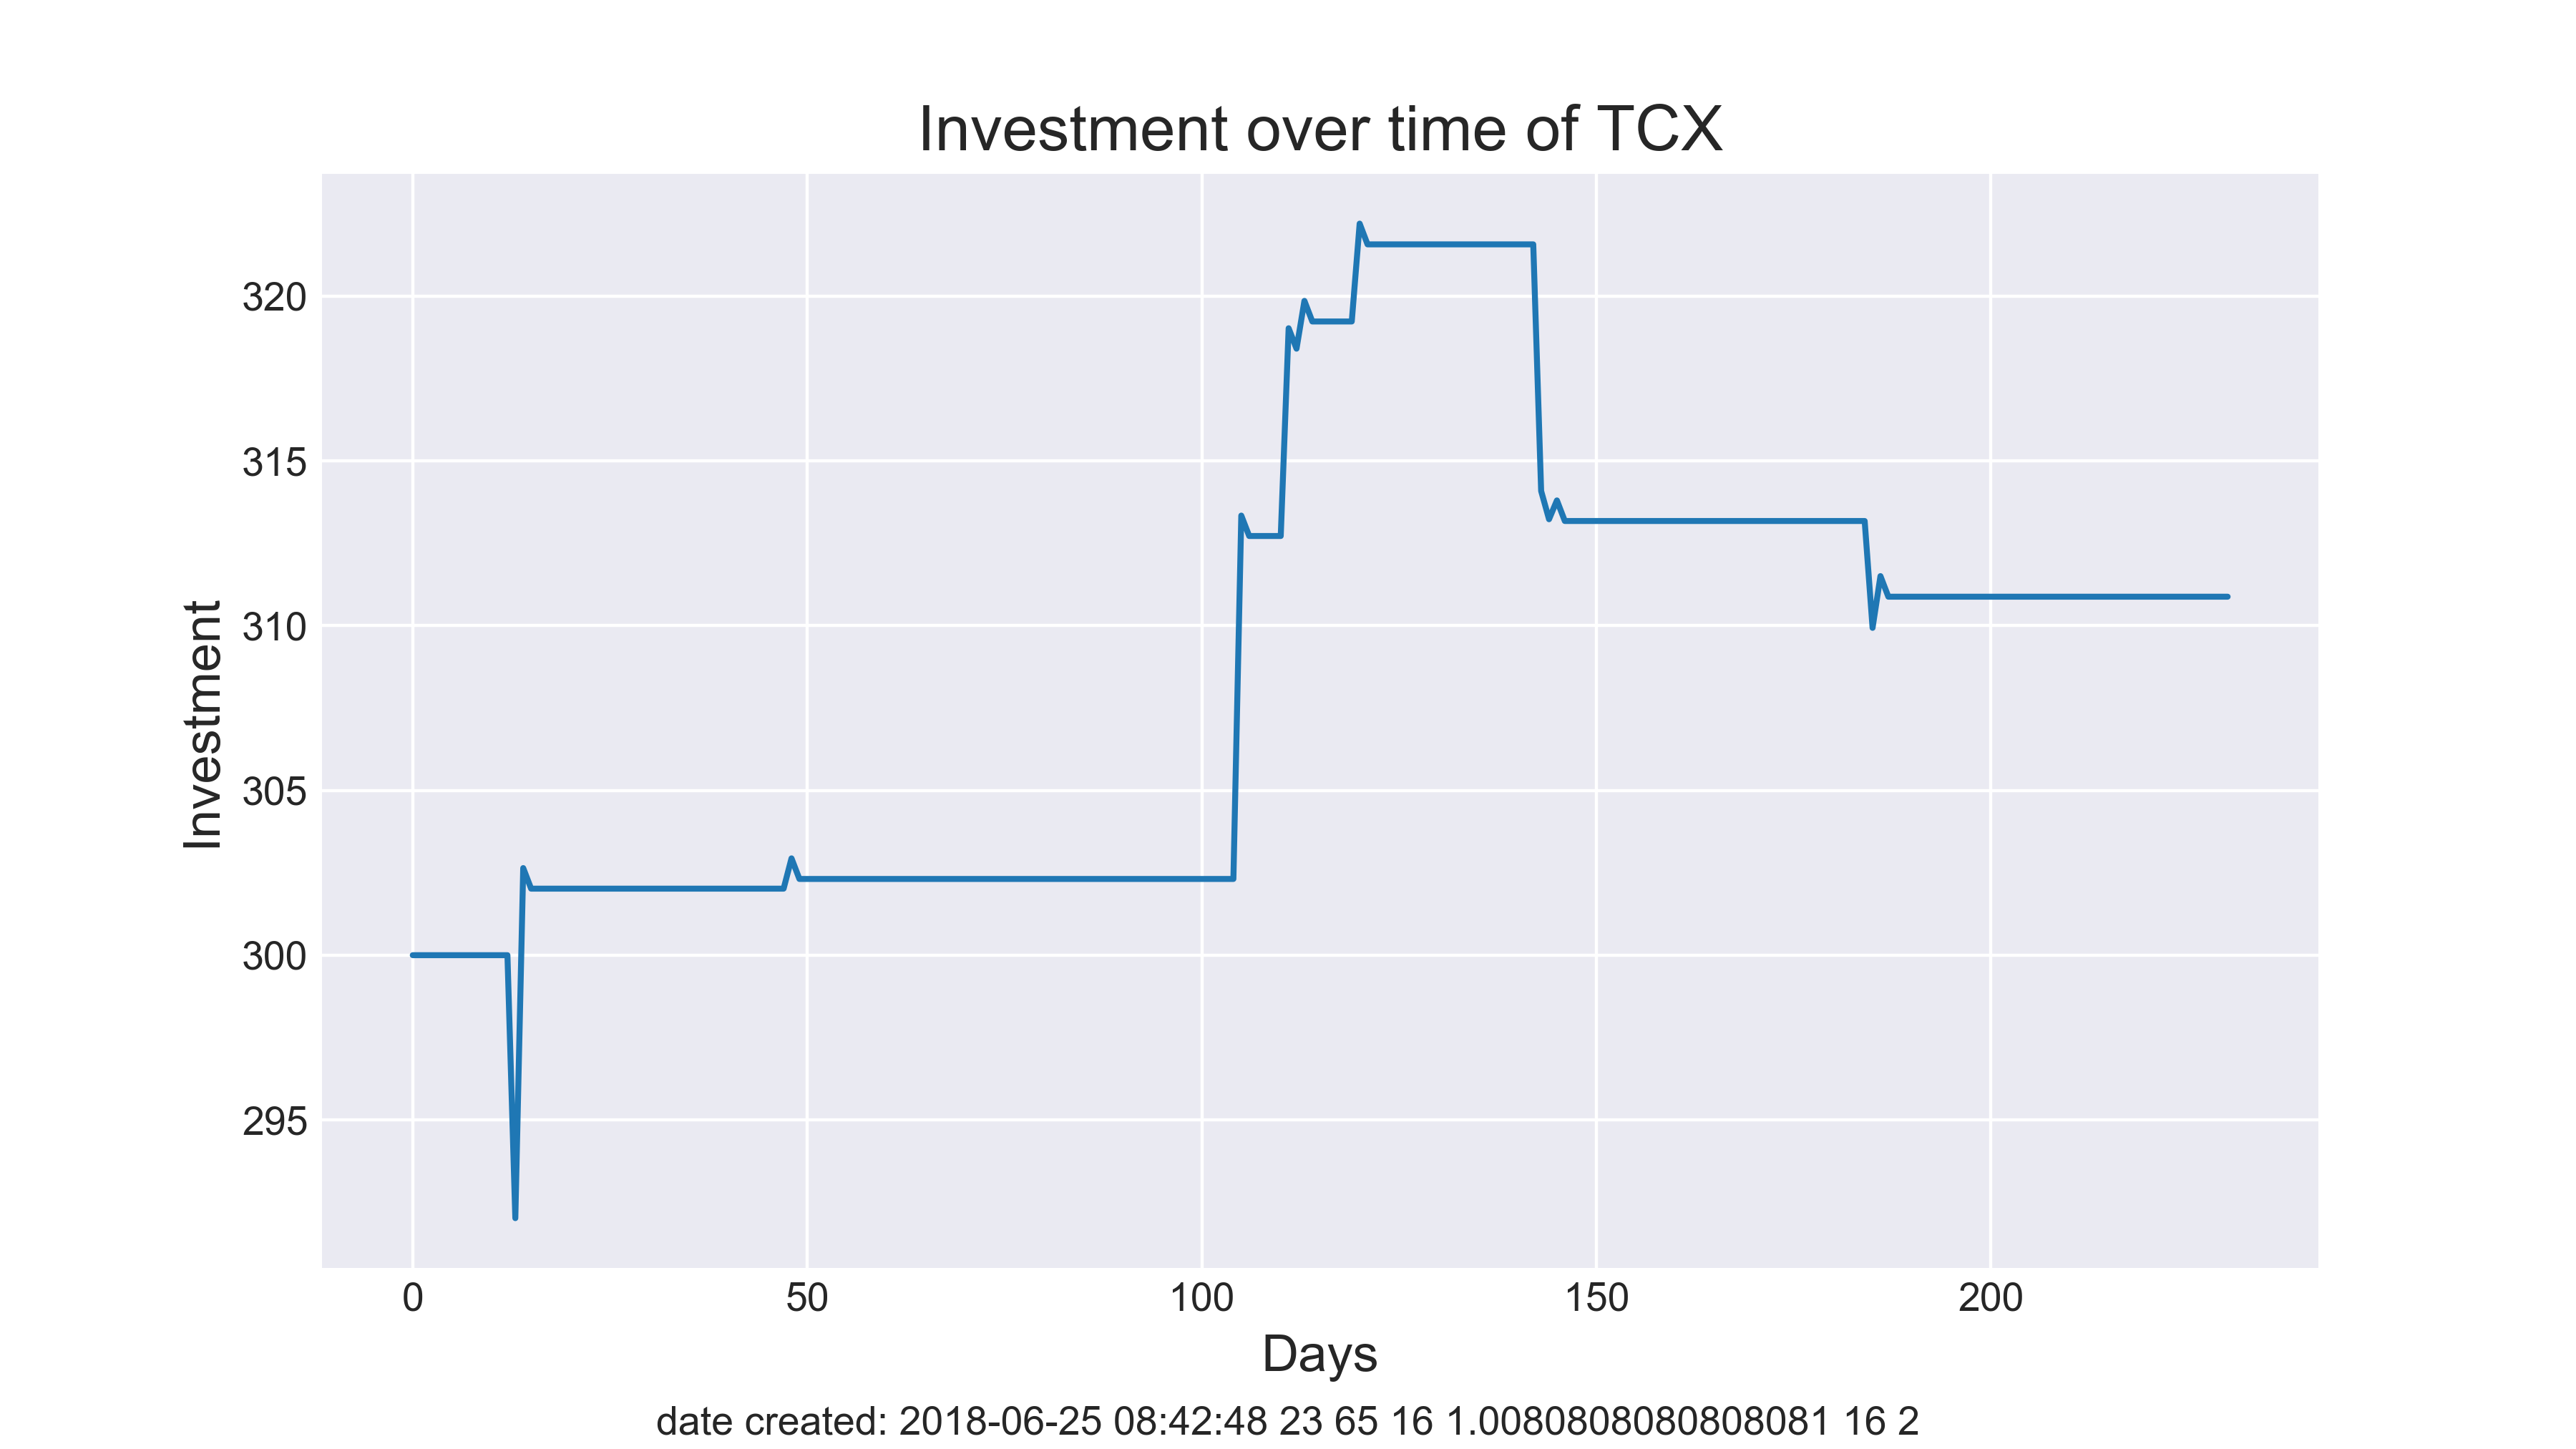 Investment over time of TCX
Investment
320
315
310
305
300
295
0 50 100 150 200
Days
date created: 2018-06-25 08:42:48 23 65 16 1.0080808080808081 16 2